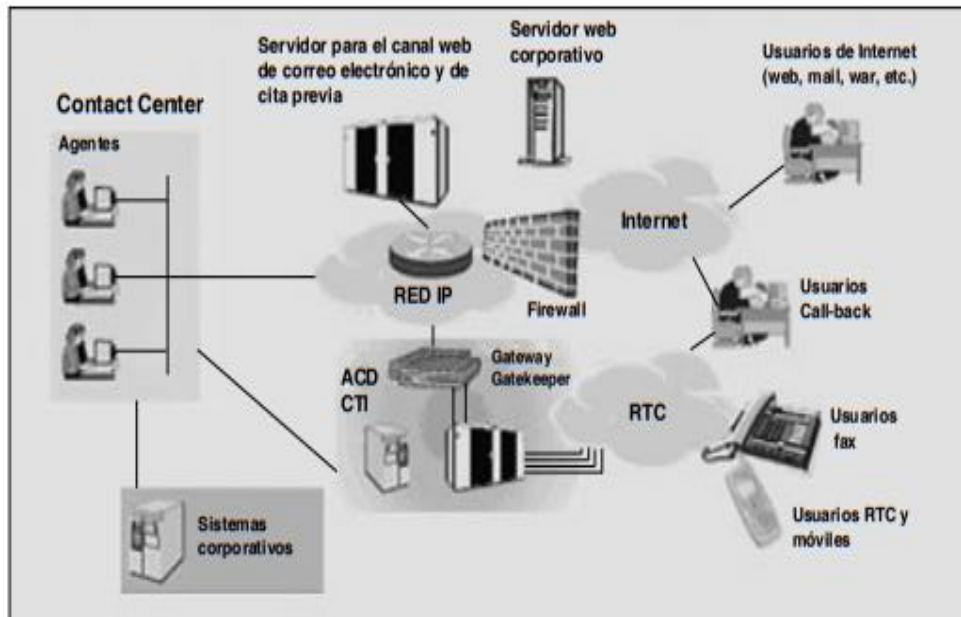 Servidor para el canal web
de correo electrónico y de
cita previa
Servidor web
corporativo
Usuarios de Internet
(web, mail, war, etc.)
Contact Center
Agentes
Internet
RED IP
Firewall
Usuarios
Call-back
ACD
CTI
Gateway
Gatekeeper
RTC
Usuarios
fax
Sistemas
corporativos
Usuarios RTC y
móviles